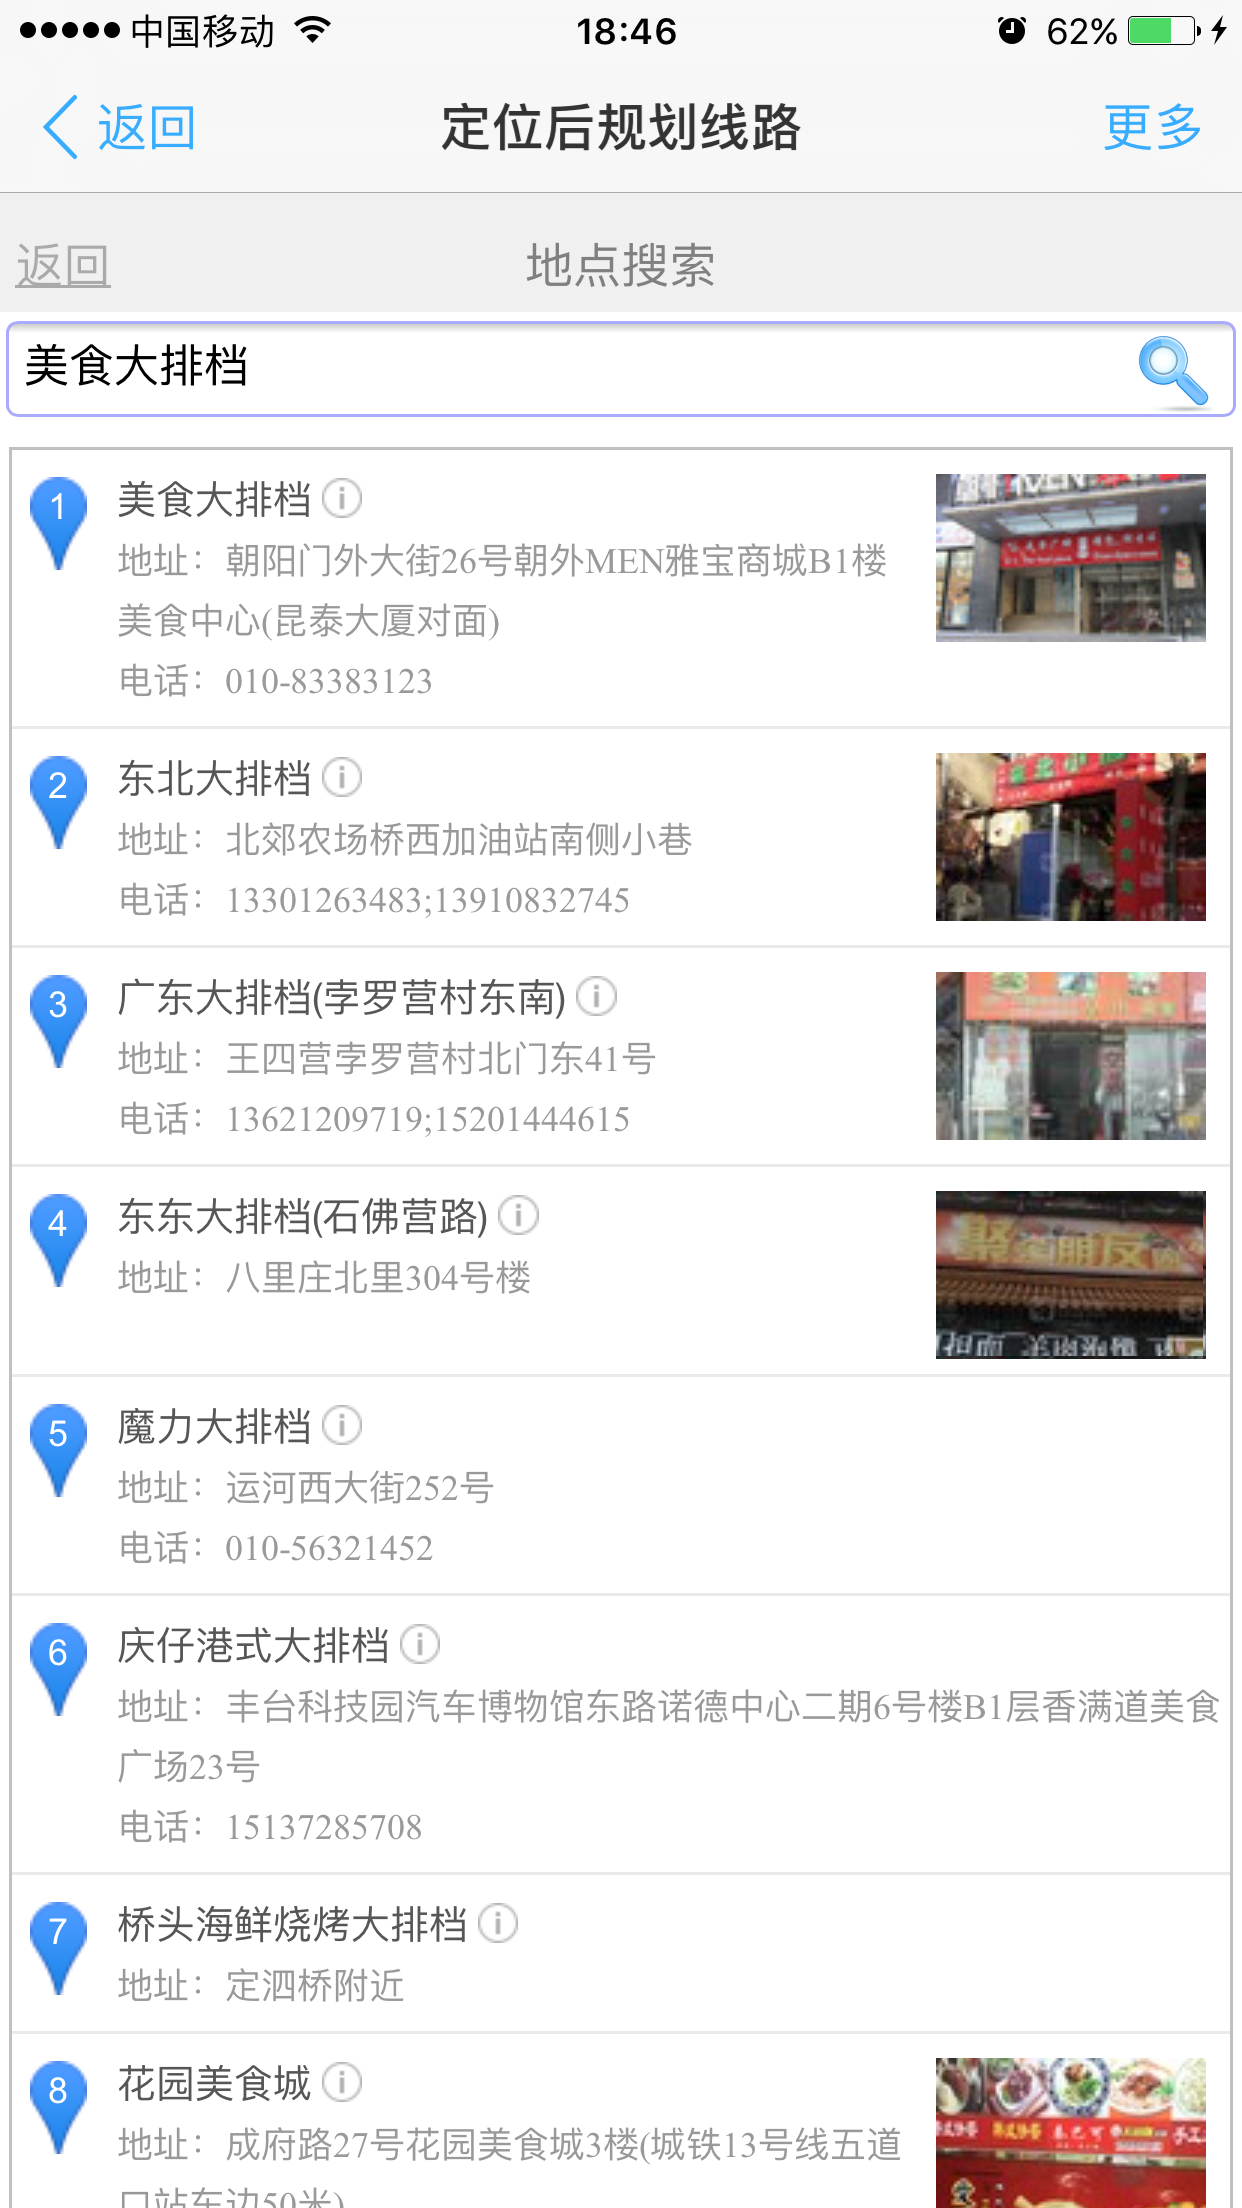 中国移动 18:46 62%
返回 定位后规划线路 更多
返回 地点搜索
美食大排档
1 美食大排档
地址：朝阳门外大街26号朝外MEN雅宝商城B1楼
美食中心(昆泰大厦对面)
电话：010-83383123
2 东北大排档
地址：北郊农场桥西加油站南侧小巷
电话：13301263483;13910832745
3 广东大排档(孛罗营村东南)
地址：王四营孛罗营村北门东41号
电话：13621209719;15201444615
4 东东大排档(石佛营路)
地址：八里庄北里304号楼
5 魔力大排档
地址：运河西大街252号
电话：010-56321452
6 庆仔港式大排档
地址：丰台科技园汽车博物馆东路诺德中心二期6号楼B1层香满道美食
广场23号
电话：15137285708
7 桥头海鲜烧烤大排档
地址：定泗桥附近
8 花园美食城
地址：成府路27号花园美食城3楼(城铁13号线五道
口站东边50米)